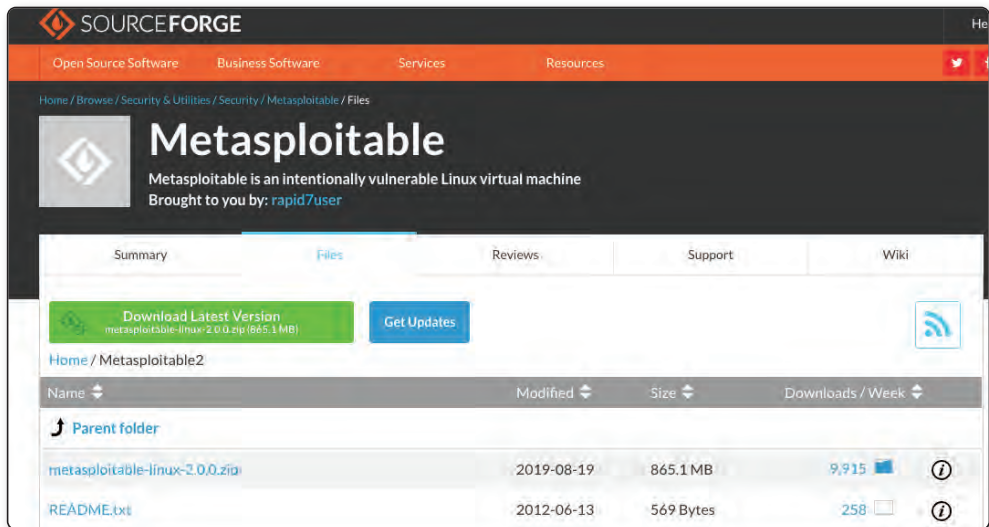 SOURCEFORGE
He
Open Source Software Business Software Services Resources
Home / Browse / Security & Utilities / Security / Metasploitable / Files
Metasploitable
Metasploitable is an intentionally vulnerable Linux virtual machine
Brought to you by: rapid7user
Summary Files Reviews Support Wiki
Download Latest Version
metasploitable-linux-2.0.0.zip (865.1 MB)
Get Updates
Home / Metasploitable2
Name Modified Size Downloads / Week
Parent folder
metasploitable-linux-2.0.0.zip 2019-08-19 865.1 MB 9,915
README.txt 2012-06-13 569 Bytes 258